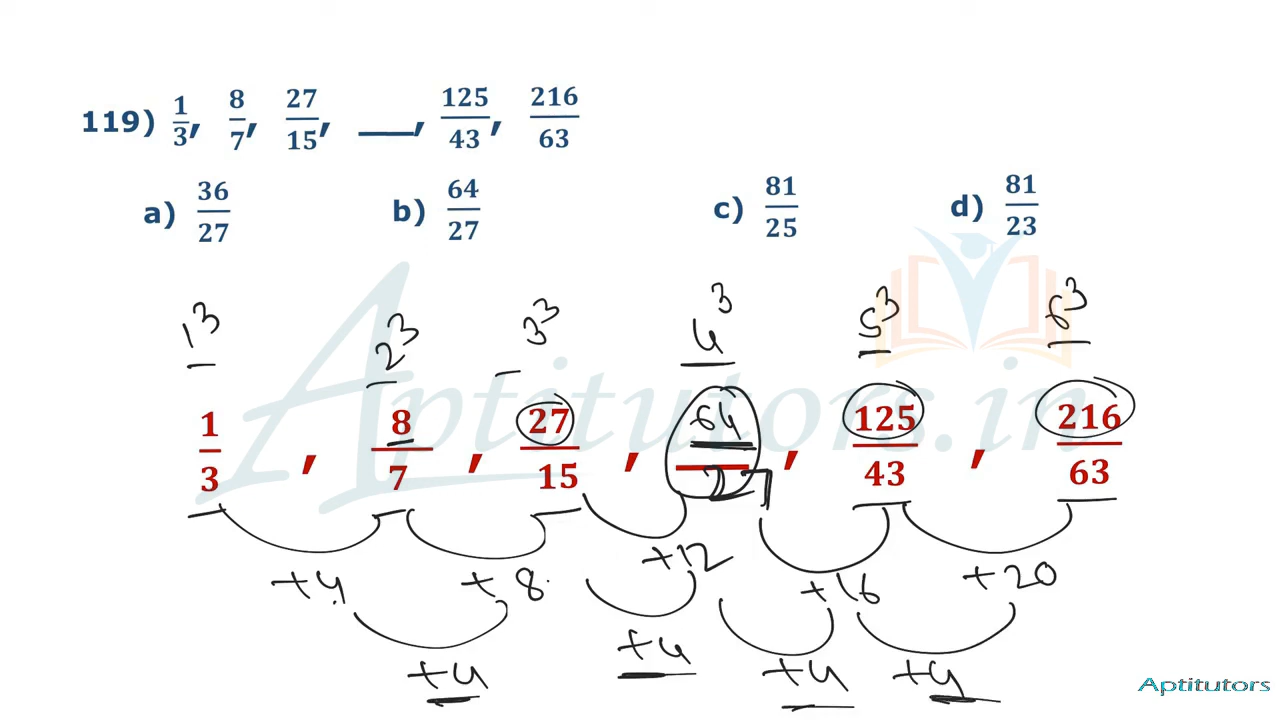 119) 1/3, 8/7, 27/15, ___, 125/43, 216/63
a) 36/27 b) 64/27 c) 81/25 d) 81/23
1³ 2³ 3³ 4³ 5³ 6³
1/3 , 8/7 , 27/15 , 64/27 , 125/43 , 216/63
+4 +8 +12 +16 +20
+4 +4 +4 +4
Aptitutors.in
Aptitutors